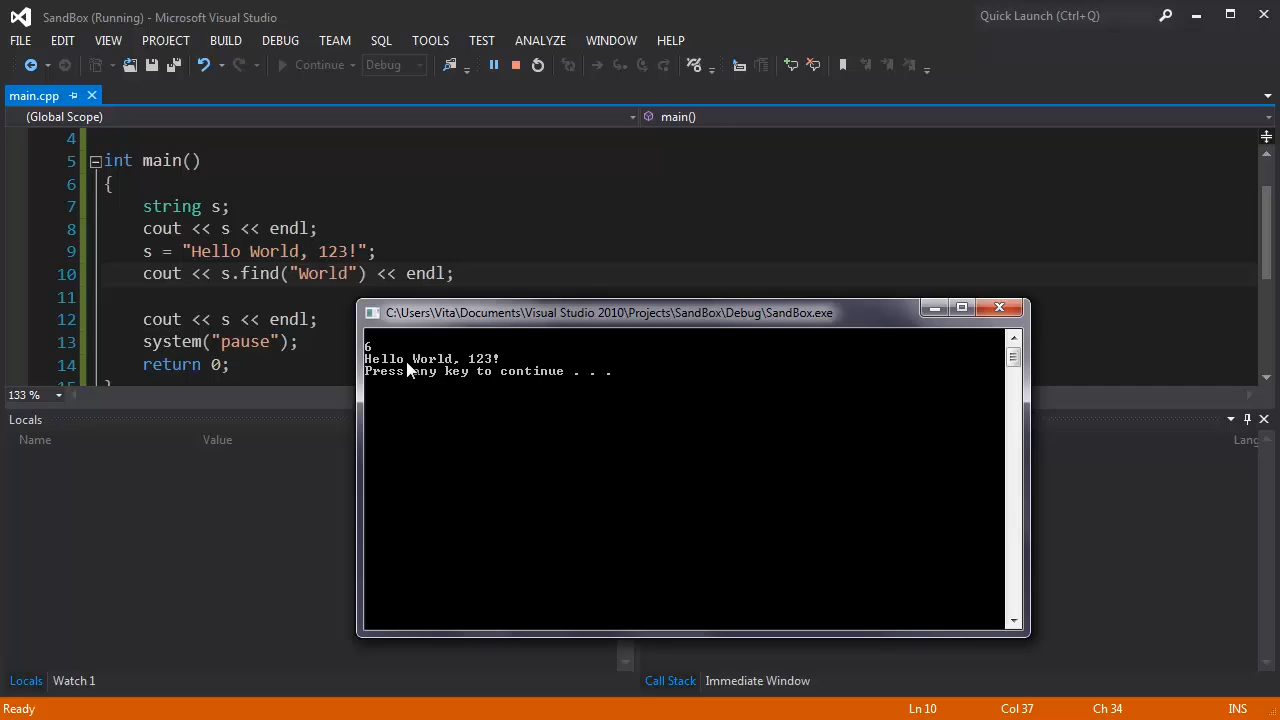 SandBox (Running) - Microsoft Visual Studio
Quick Launch (Ctrl+Q)
FILE EDIT VIEW PROJECT BUILD DEBUG TEAM SQL TOOLS TEST ANALYZE WINDOW HELP
Continue Debug
main.cpp
(Global Scope) main()
4
5 int main()
6 {
7 string s;
8 cout << s << endl;
9 s = "Hello World, 123!";
10 cout << s.find("World") << endl;
11
12 cout << s << endl;
13 system("pause");
14 return 0;
15 }
133 %
C:\Users\Vita\Documents\Visual Studio 2010\Projects\SandBox\Debug\SandBox.exe
6
Hello World, 123!
Press any key to continue . . .
Locals
Name Value Lang
Locals Watch 1 Call Stack Immediate Window
Ready Ln 10 Col 37 Ch 34 INS